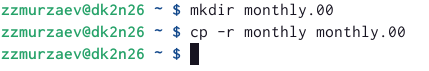 zzmurzaev@dk2n26 ~ $ mkdir monthly.00
zzmurzaev@dk2n26 ~ $ cp -r monthly monthly.00
zzmurzaev@dk2n26 ~ $